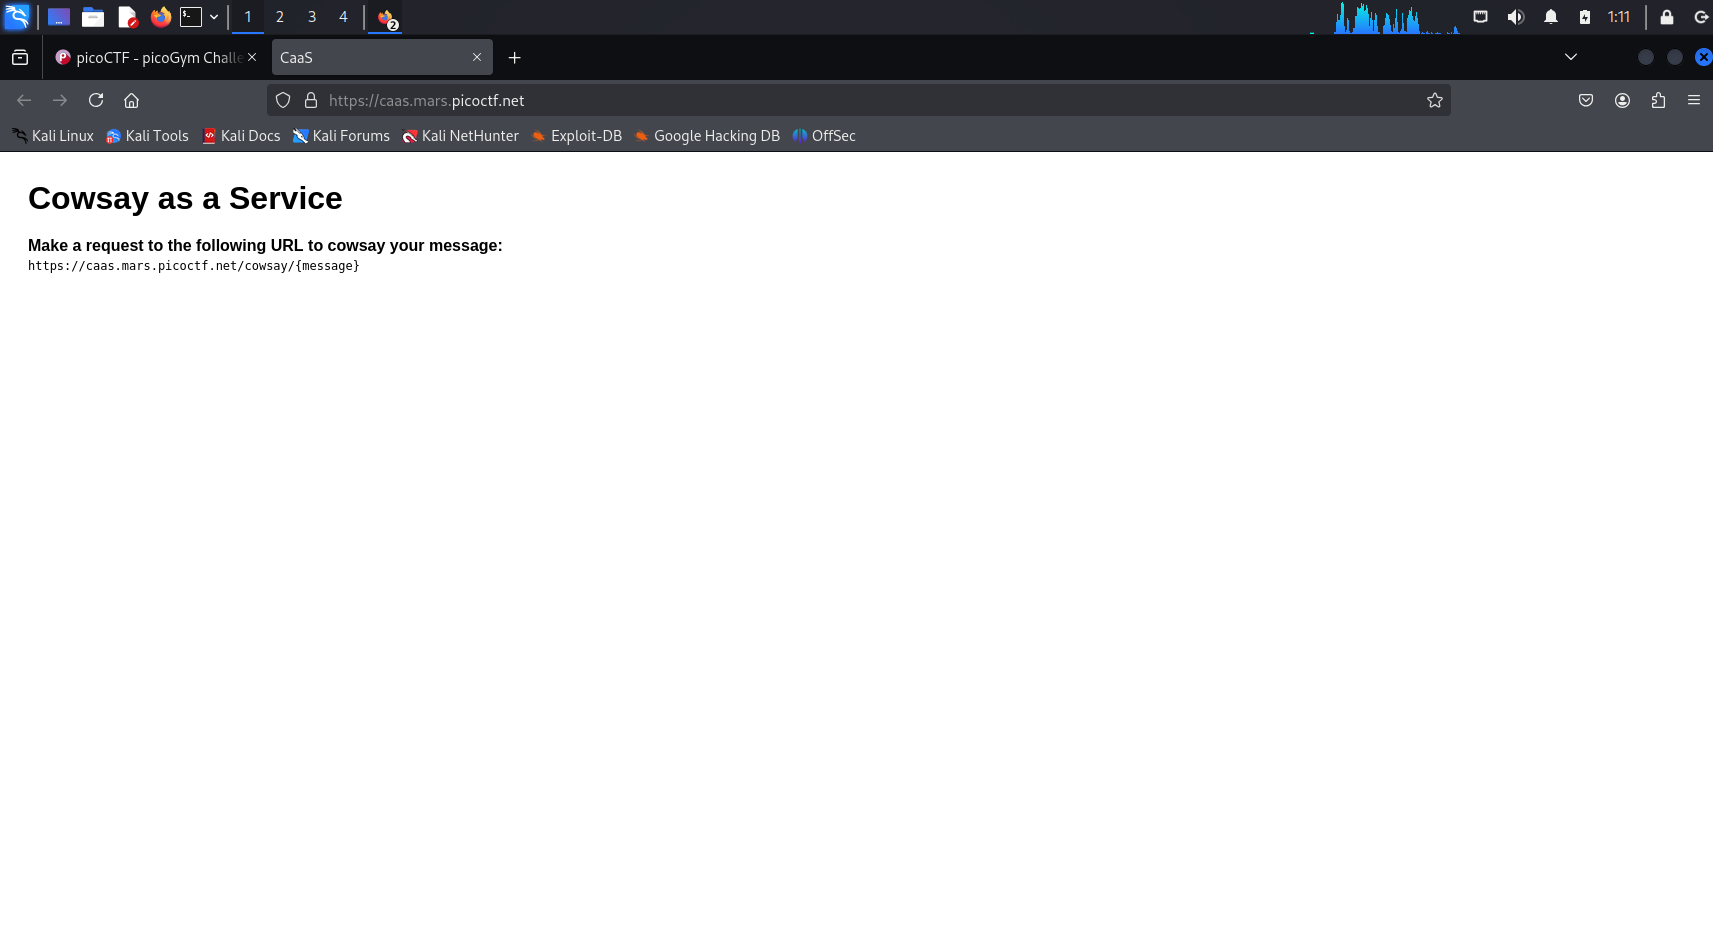 1 2 3 4 2 1:11
picoCTF - picoGym Challe CaaS
https://caas.mars.picoctf.net
Kali Linux Kali Tools Kali Docs Kali Forums Kali NetHunter Exploit-DB Google Hacking DB OffSec
Cowsay as a Service
Make a request to the following URL to cowsay your message:
https://caas.mars.picoctf.net/cowsay/{message}